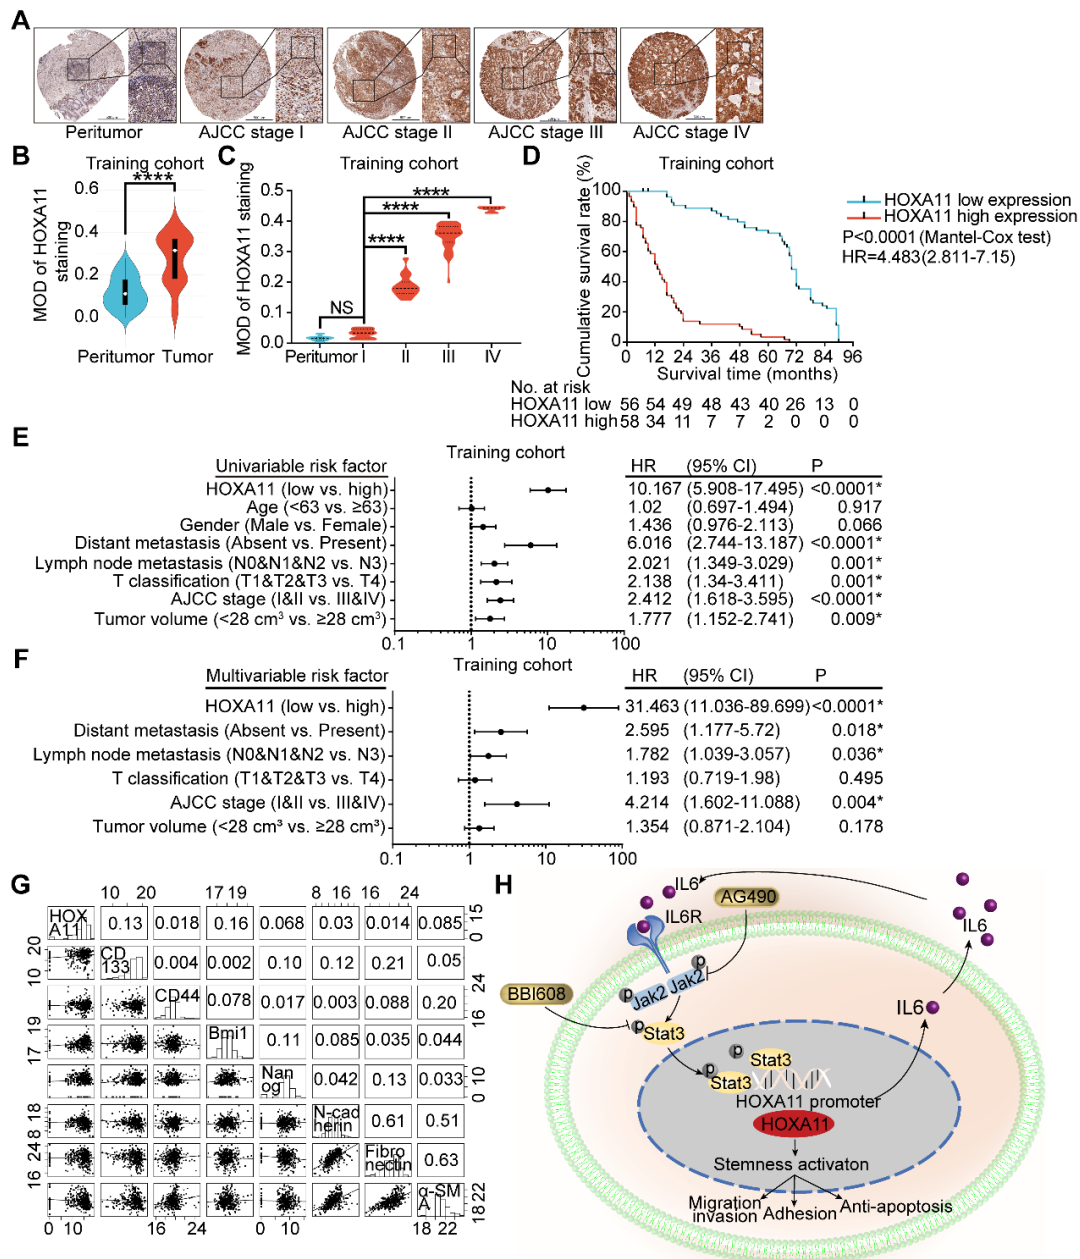 A
Peritumor
AJCC stage I
AJCC stage II
AJCC stage III
AJCC stage IV
B
Training cohort
MOD of HOXA11
staining
0.6
0.4
0.2
0.0
****
Peritumor
Tumor
C
Training cohort
MOD of HOXA11 staining
0.5
0.4
0.3
0.2
0.1
0.0
NS
****
****
****
Peritumor I II III IV
D
Training cohort
Cumulative survival rate (%)
100
80
60
40
20
0
0 12 24 36 48 60 72 84 96
Survival time (months)
HOXA11 low expression
HOXA11 high expression
P<0.0001 (Mantel-Cox test)
HR=4.483(2.811-7.15)
No. at risk
HOXA11 low 56 54 49 48 43 40 26 13 0
HOXA11 high 58 34 11 7 7 2 0 0 0
E
Training cohort
Univariable risk factor HR (95% CI) P
HOXA11 (low vs. high) 10.167 (5.908-17.495) <0.0001*
Age (<63 vs. ≥63) 1.02 (0.697-1.494) 0.917
Gender (Male vs. Female) 1.436 (0.976-2.113) 0.066
Distant metastasis (Absent vs. Present) 6.016 (2.744-13.187) <0.0001*
Lymph node metastasis (N0&N1&N2 vs. N3) 2.021 (1.349-3.029) 0.001*
T classification (T1&T2&T3 vs. T4) 2.138 (1.34-3.411) 0.001*
AJCC stage (I&II vs. III&IV) 2.412 (1.618-3.595) <0.0001*
Tumor volume (<28 cm³ vs. ≥28 cm³) 1.777 (1.152-2.741) 0.009*
0.1 1 10 100
F
Training cohort
Multivariable risk factor HR (95% CI) P
HOXA11 (low vs. high) 31.463 (11.036-89.699) <0.0001*
Distant metastasis (Absent vs. Present) 2.595 (1.177-5.72) 0.018*
Lymph node metastasis (N0&N1&N2 vs. N3) 1.782 (1.039-3.057) 0.036*
T classification (T1&T2&T3 vs. T4) 1.193 (0.719-1.98) 0.495
AJCC stage (I&II vs. III&IV) 4.214 (1.602-11.088) 0.004*
Tumor volume (<28 cm³ vs. ≥28 cm³) 1.354 (0.871-2.104) 0.178
0.1 1 10 100
G
10 20 17 19 8 12 16 16 24
HOX
A11
0.13 0.018 0.16 0.068 0.03 0.014 0.085
0 15
10 20
CD
133
0.004 0.002 0.10 0.12 0.21 0.05
CD44
0.078 0.017 0.003 0.088 0.20
16 24
17 19
Bmi1
0.11 0.085 0.035 0.044
Nan
og
0.042 0.13 0.033
0 10
8 18
N-cad
herin
0.61 0.51
16 24
Fibro
nectin
0.63
α-SM
A
18 22
0 10 16 20 24 0 10 18 22
H
IL6
IL6R
AG490
IL6
p
p
Jak2
Jak2
BBI608
p
Stat3
IL6
p
p
Stat3
Stat3
HOXA11 promoter
HOXA11
Stemness activaton
Migration
invasion
Adhesion
Anti-apoptosis